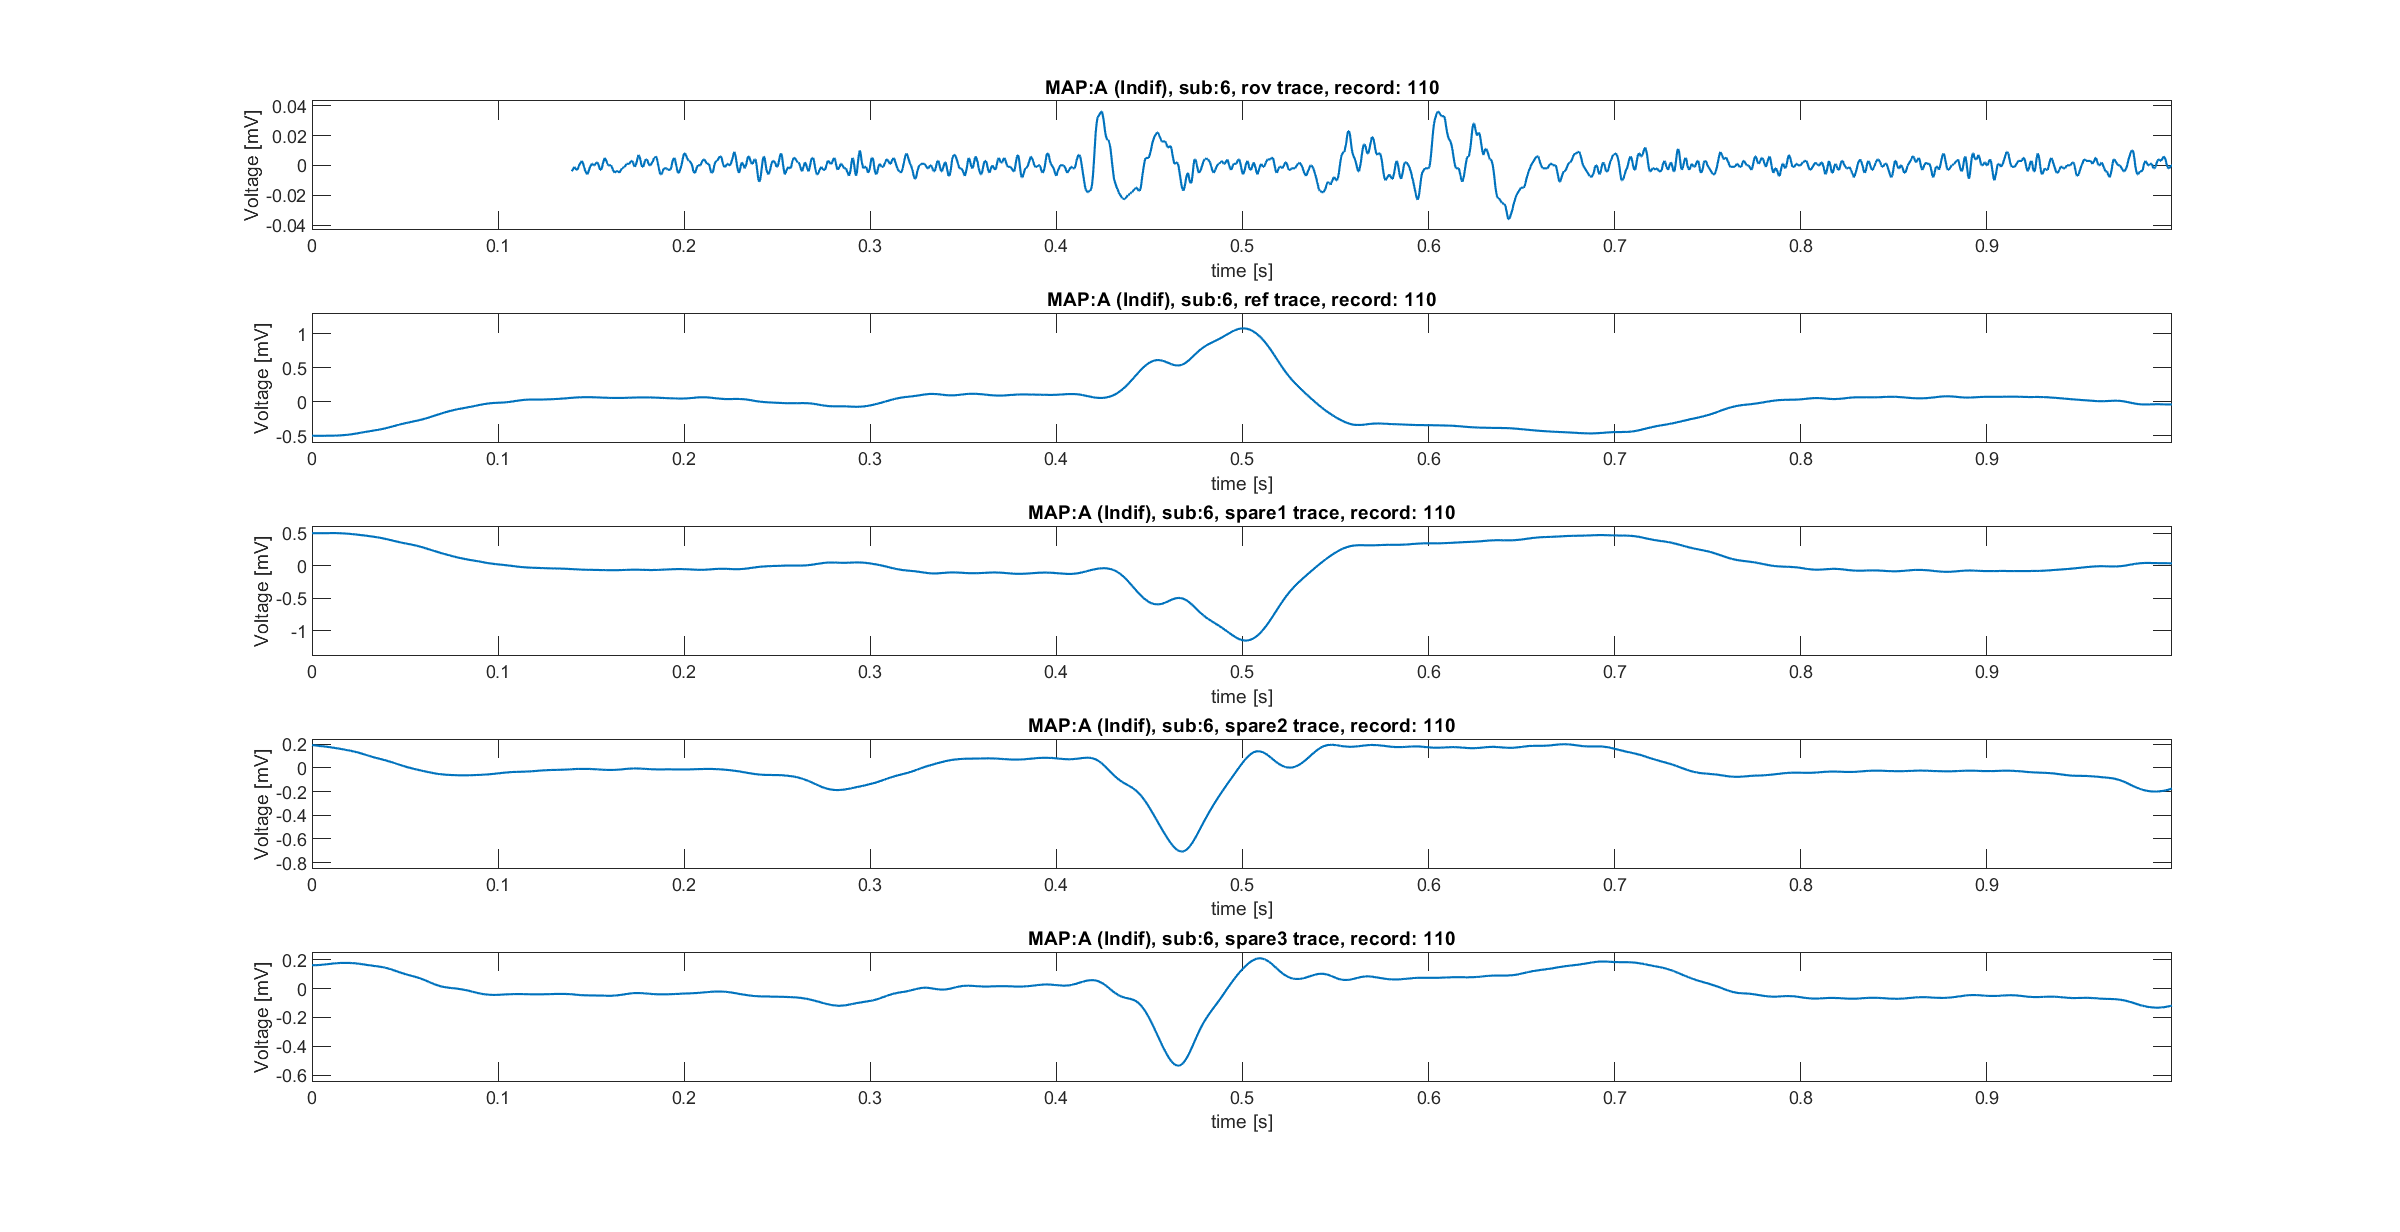 MAP:A (Indif), sub:6, rov trace, record: 110
Voltage [mV]
0.04
0.02
0
-0.02
-0.04
0 0.1 0.2 0.3 0.4 0.5 0.6 0.7 0.8 0.9
time [s]
MAP:A (Indif), sub:6, ref trace, record: 110
Voltage [mV]
1
0.5
0
-0.5
0 0.1 0.2 0.3 0.4 0.5 0.6 0.7 0.8 0.9
time [s]
MAP:A (Indif), sub:6, spare1 trace, record: 110
Voltage [mV]
0.5
0
-0.5
-1
0 0.1 0.2 0.3 0.4 0.5 0.6 0.7 0.8 0.9
time [s]
MAP:A (Indif), sub:6, spare2 trace, record: 110
Voltage [mV]
0.2
0
-0.2
-0.4
-0.6
-0.8
0 0.1 0.2 0.3 0.4 0.5 0.6 0.7 0.8 0.9
time [s]
MAP:A (Indif), sub:6, spare3 trace, record: 110
Voltage [mV]
0.2
0
-0.2
-0.4
-0.6
0 0.1 0.2 0.3 0.4 0.5 0.6 0.7 0.8 0.9
time [s]